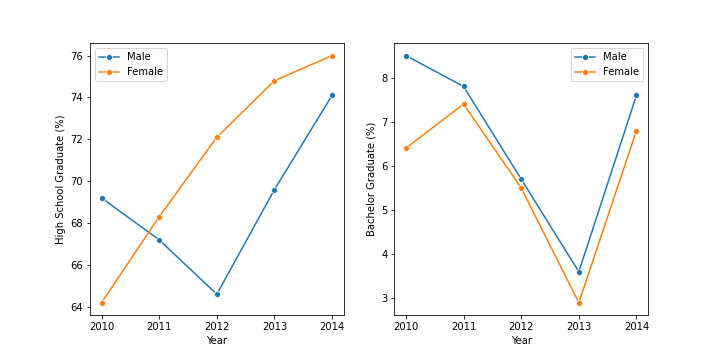 Male
Female
76
74
72
70
68
66
64
High School Graduate (%)
2010 2011 2012 2013 2014
Year
Male
Female
8
7
6
5
4
3
Bachelor Graduate (%)
2010 2011 2012 2013 2014
Year